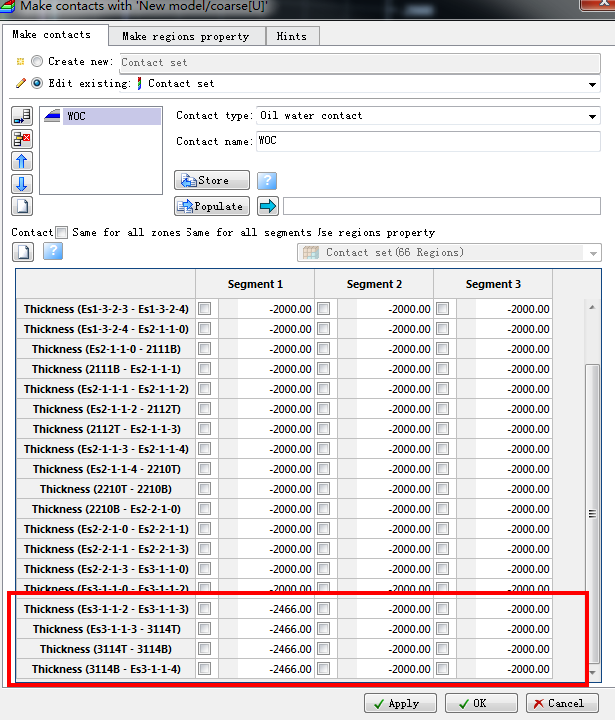 Make contacts with 'New model/coarse[U]'
Make contacts Make regions property Hints
Create new: Contact set
Edit existing: Contact set
WOC
Contact type: Oil water contact
Contact name: WOC
Store ?
Populate
Contact Same for all zones Same for all segments Use regions property
? Contact set(66 Regions)
Segment 1 Segment 2 Segment 3
Thickness (Es1-3-2-3 - Es1-3-2-4) -2000.00 -2000.00 -2000.00
Thickness (Es1-3-2-4 - Es2-1-1-0) -2000.00 -2000.00 -2000.00
Thickness (Es2-1-1-0 - 2111B) -2000.00 -2000.00 -2000.00
Thickness (2111B - Es2-1-1-1) -2000.00 -2000.00 -2000.00
Thickness (Es2-1-1-1 - Es2-1-1-2) -2000.00 -2000.00 -2000.00
Thickness (Es2-1-1-2 - 2112T) -2000.00 -2000.00 -2000.00
Thickness (2112T - Es2-1-1-3) -2000.00 -2000.00 -2000.00
Thickness (Es2-1-1-3 - Es2-1-1-4) -2000.00 -2000.00 -2000.00
Thickness (Es2-1-1-4 - 2210T) -2000.00 -2000.00 -2000.00
Thickness (2210T - 2210B) -2000.00 -2000.00 -2000.00
Thickness (2210B - Es2-2-1-0) -2000.00 -2000.00 -2000.00
Thickness (Es2-2-1-0 - Es2-2-1-1) -2000.00 -2000.00 -2000.00
Thickness (Es2-2-1-1 - Es2-2-1-3) -2000.00 -2000.00 -2000.00
Thickness (Es2-2-1-3 - Es3-1-1-0) -2000.00 -2000.00 -2000.00
Thickness (Es3-1-1-0 - Es3-1-1-2) -2000.00 -2000.00 -2000.00
Thickness (Es3-1-1-2 - Es3-1-1-3) -2466.00 -2000.00 -2000.00
Thickness (Es3-1-1-3 - 3114T) -2466.00 -2000.00 -2000.00
Thickness (3114T - 3114B) -2466.00 -2000.00 -2000.00
Thickness (3114B - Es3-1-1-4) -2466.00 -2000.00 -2000.00
Apply OK Cancel